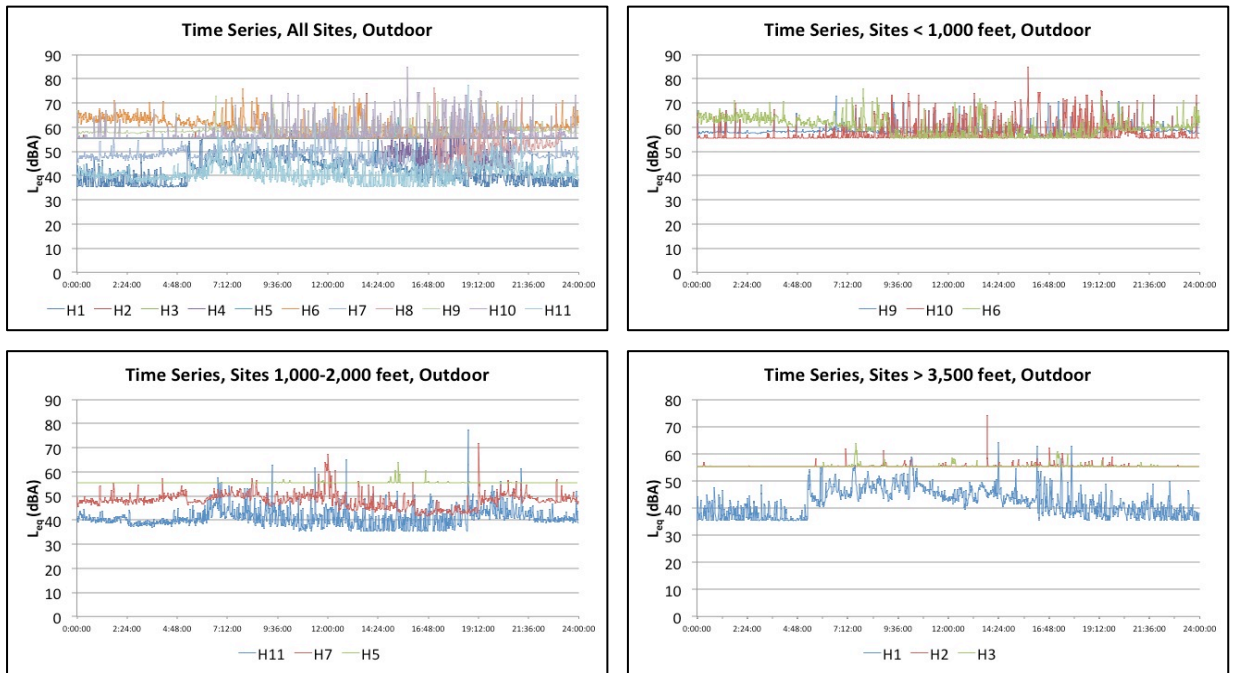 Time Series, All Sites, Outdoor
90
80
70
60
50
40
30
20
10
0
Leq (dBA)
0:00:00 2:24:00 4:48:00 7:12:00 9:36:00 12:00:00 14:24:00 16:48:00 19:12:00 21:36:00 24:00:00
H1 H2 H3 H4 H5 H6 H7 H8 H9 H10 H11
Time Series, Sites < 1,000 feet, Outdoor
90
80
70
60
50
40
30
20
10
0
Leq (dBA)
0:00:00 2:24:00 4:48:00 7:12:00 9:36:00 12:00:00 14:24:00 16:48:00 19:12:00 21:36:00 24:00:00
H9 H10 H6
Time Series, Sites 1,000-2,000 feet, Outdoor
90
80
70
60
50
40
30
20
10
0
Leq (dBA)
0:00:00 2:24:00 4:48:00 7:12:00 9:36:00 12:00:00 14:24:00 16:48:00 19:12:00 21:36:00 24:00:00
H11 H7 H5
Time Series, Sites > 3,500 feet, Outdoor
80
70
60
50
40
30
20
10
0
Leq (dBA)
0:00:00 2:24:00 4:48:00 7:12:00 9:36:00 12:00:00 14:24:00 16:48:00 19:12:00 21:36:00 24:00:00
H1 H2 H3